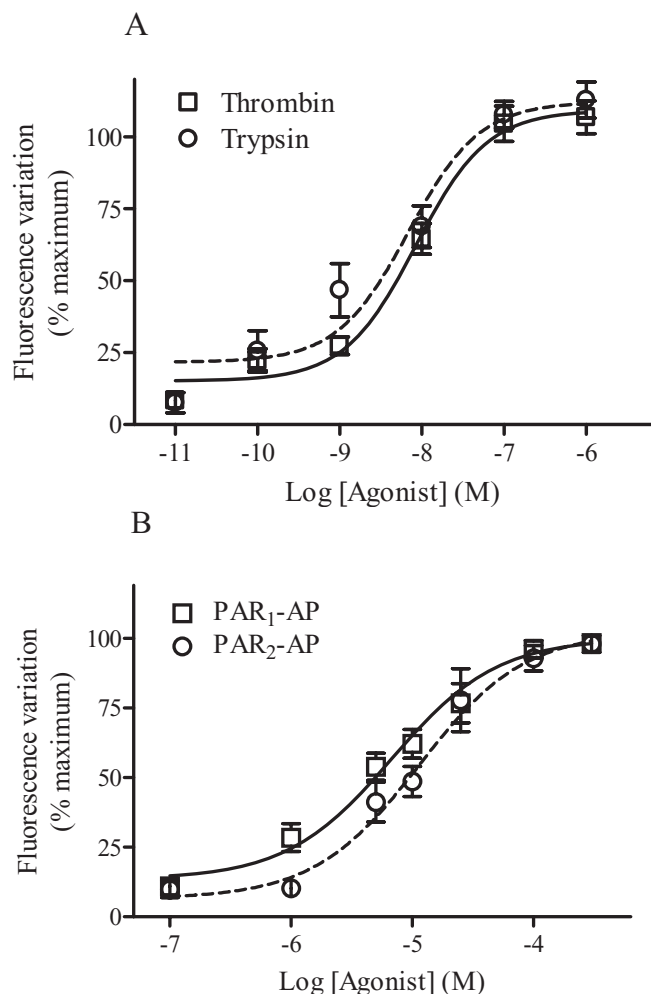 A
Thrombin
Trypsin
Fluorescence variation
(% maximum)
100
75
50
25
0
-11 -10 -9 -8 -7 -6
Log [Agonist] (M)
B
PAR₁-AP
PAR₂-AP
Fluorescence variation
(% maximum)
100
75
50
25
0
-7 -6 -5 -4
Log [Agonist] (M)